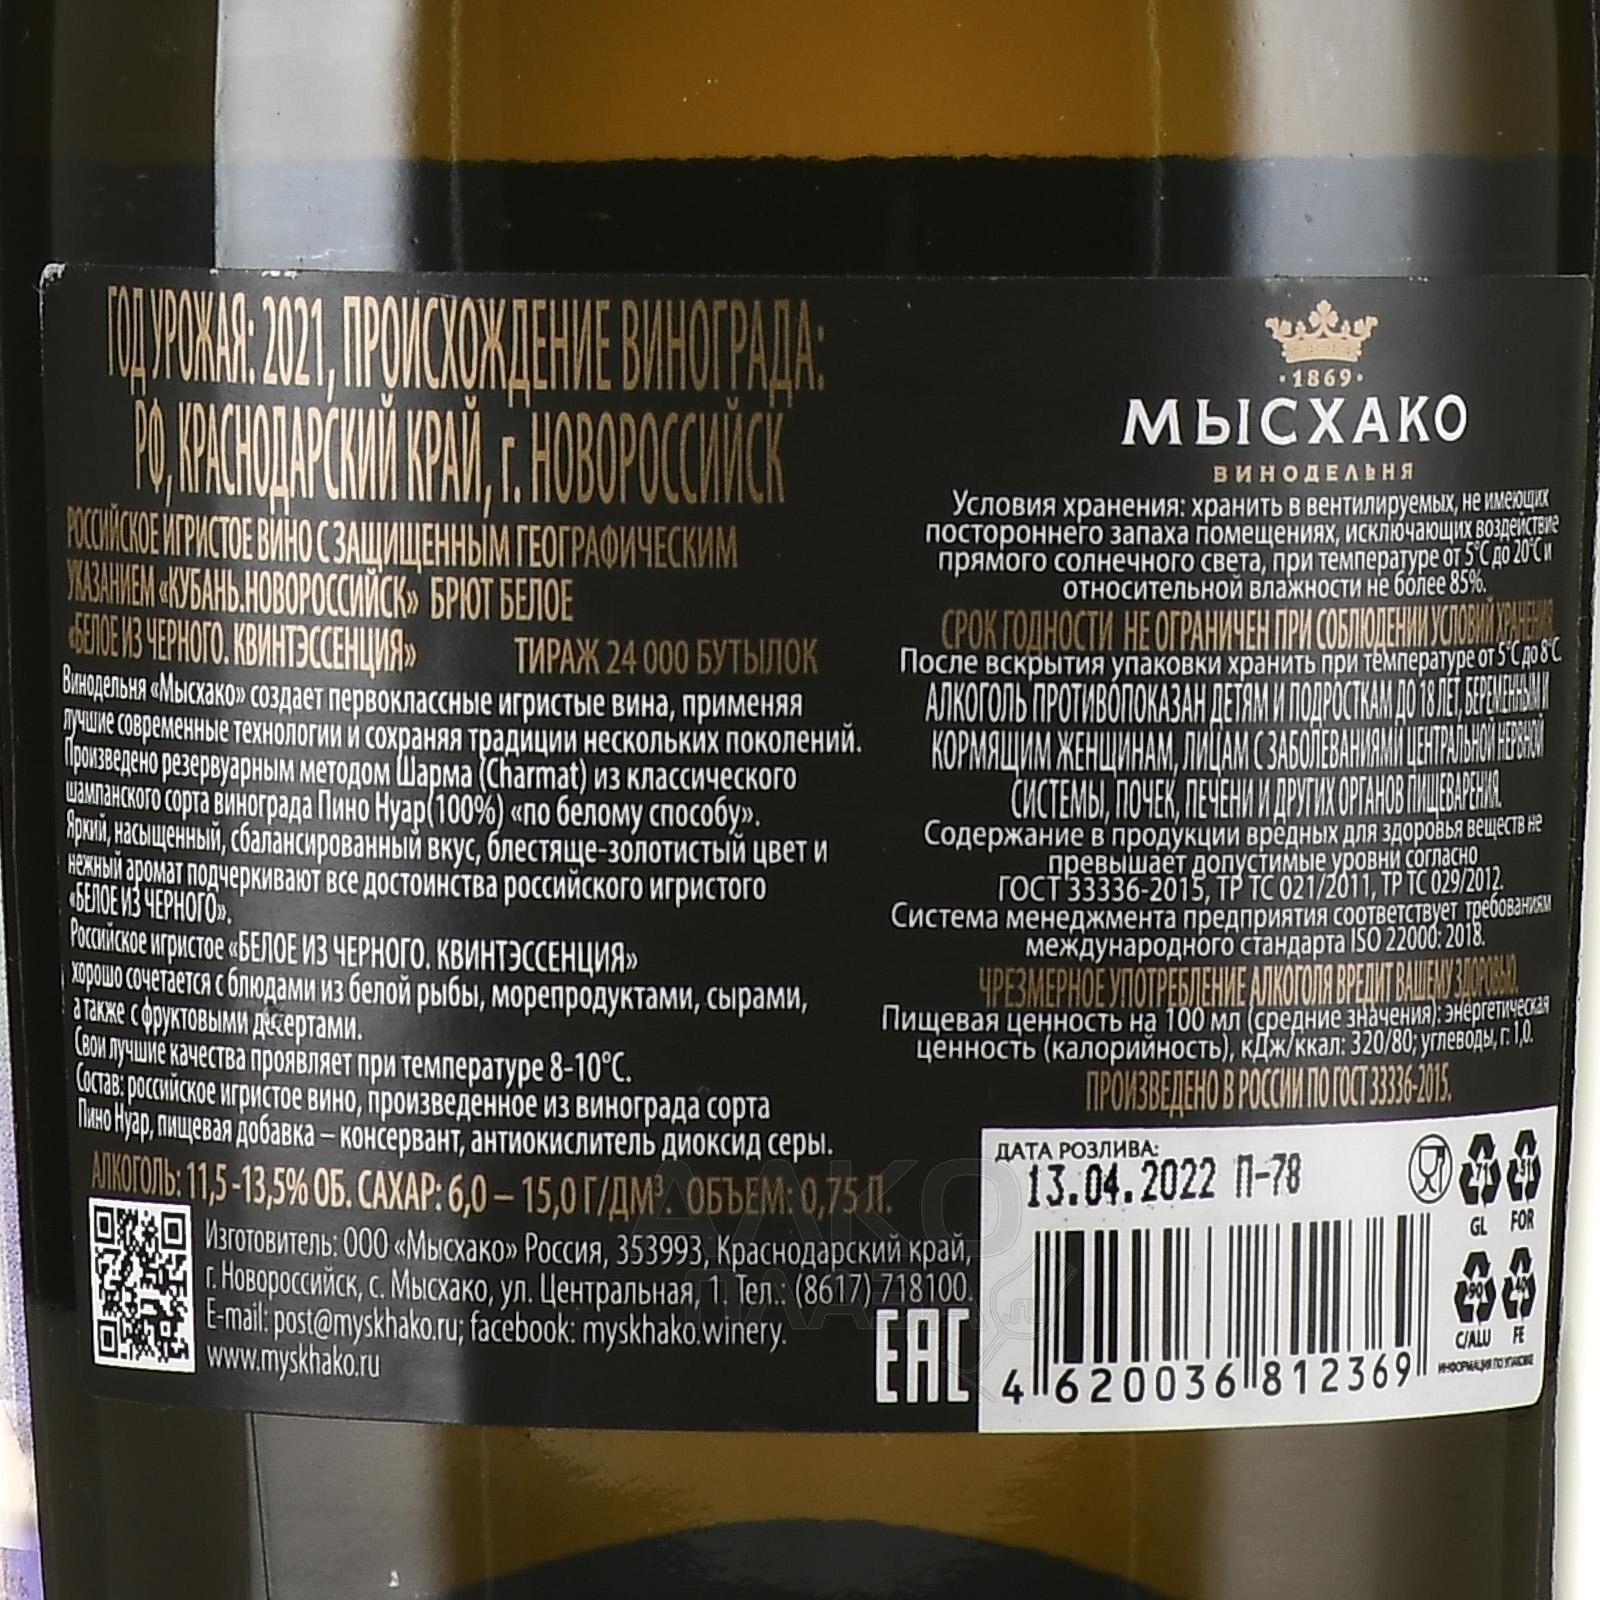 ГОД УРОЖАЯ: 2021, ПРОИСХОЖДЕНИЕ ВИНОГРАДА:
РФ, КРАСНОДАРСКИЙ КРАЙ, г. НОВОРОССИЙСК
РОССИЙСКОЕ ИГРИСТОЕ ВИНО С ЗАЩИЩЕННЫМ ГЕОГРАФИЧЕСКИМ
УКАЗАНИЕМ «КУБАНЬ.НОВОРОССИЙСК» БРЮТ БЕЛОЕ
«БЕЛОЕ ИЗ ЧЕРНОГО. КВИНТЭССЕНЦИЯ» ТИРАЖ 24 000 БУТЫЛОК
Винодельня «Мысхако» создает первоклассные игристые вина, применяя
лучшие современные технологии и сохраняя традиции нескольких поколений.
Произведено резервуарным методом Шарма (Charmat) из классического
шампанского сорта винограда Пино Нуар(100%) «по белому способу».
Яркий, насыщенный, сбалансированный вкус, блестяще-золотистый цвет и
нежный аромат подчеркивают все достоинства российского игристого
«БЕЛОЕ ИЗ ЧЕРНОГО».
Российское игристое «БЕЛОЕ ИЗ ЧЕРНОГО. КВИНТЭССЕНЦИЯ»
хорошо сочетается с блюдами из белой рыбы, морепродуктами, сырами,
а также с фруктовыми десертами.
Свои лучшие качества проявляет при температуре 8-10°С.
Состав: российское игристое вино, произведенное из винограда сорта
Пино Нуар, пищевая добавка – консервант, антиокислитель диоксид серы.
АЛКОГОЛЬ: 11,5 -13,5% ОБ. САХАР: 6,0 – 15,0 Г/ДМ³. ОБЪЕМ: 0,75 Л.
Изготовитель: ООО «Мысхако» Россия, 353993, Краснодарский край,
г. Новороссийск, с. Мысхако, ул. Центральная, 1. Тел.. (8617) 718100.
E-mail: post@myskhako.ru; facebook: myskhako.winery.
www.myskhako.ru
EAC
·1869·
МЫСХАКО
ВИНОДЕЛЬНЯ
Условия хранения: хранить в вентилируемых, не имеющих
постороннего запаха помещениях, исключающих воздействие
прямого солнечного света, при температуре от 5°С до 20°С и
относительной влажности не более 85%.
СРОК ГОДНОСТИ НЕ ОГРАНИЧЕН ПРИ СОБЛЮДЕНИИ УСЛОВИЙ ХРАНЕНИЯ.
После вскрытия упаковки хранить при температуре от 5°С до 8°С.
АЛКОГОЛЬ ПРОТИВОПОКАЗАН ДЕТЯМ И ПОДРОСТКАМ ДО 18 ЛЕТ, БЕРЕМЕННЫМ И
КОРМЯЩИМ ЖЕНЩИНАМ, ЛИЦАМ С ЗАБОЛЕВАНИЯМИ ЦЕНТРАЛЬНОЙ НЕРВНОЙ
СИСТЕМЫ, ПОЧЕК, ПЕЧЕНИ И ДРУГИХ ОРГАНОВ ПИЩЕВАРЕНИЯ.
Содержание в продукции вредных для здоровья веществ не
превышает допустимые уровни согласно
ГОСТ 33336-2015, ТР ТС 021/2011, ТР ТС 029/2012.
Система менеджмента предприятия соответствует требованиям
международного стандарта ISO 22000: 2018.
ЧРЕЗМЕРНОЕ УПОТРЕБЛЕНИЕ АЛКОГОЛЯ ВРЕДИТ ВАШЕМУ ЗДОРОВЬЮ.
Пищевая ценность на 100 мл (средние значения): энергетическая
ценность (калорийность), кДж/ккал: 320/80; углеводы, г: 1,0.
ПРОИЗВЕДЕНО В РОССИИ ПО ГОСТ 33336-2015.
ДАТА РОЗЛИВА:
13.04.2022 П-78
71 51
GL FOR
90 40
C/ALU FE
ИНФОРМАЦИЯ ПО УПАКОВКЕ
4 620036 812369
АЛКО
ПЛАЗА.ru